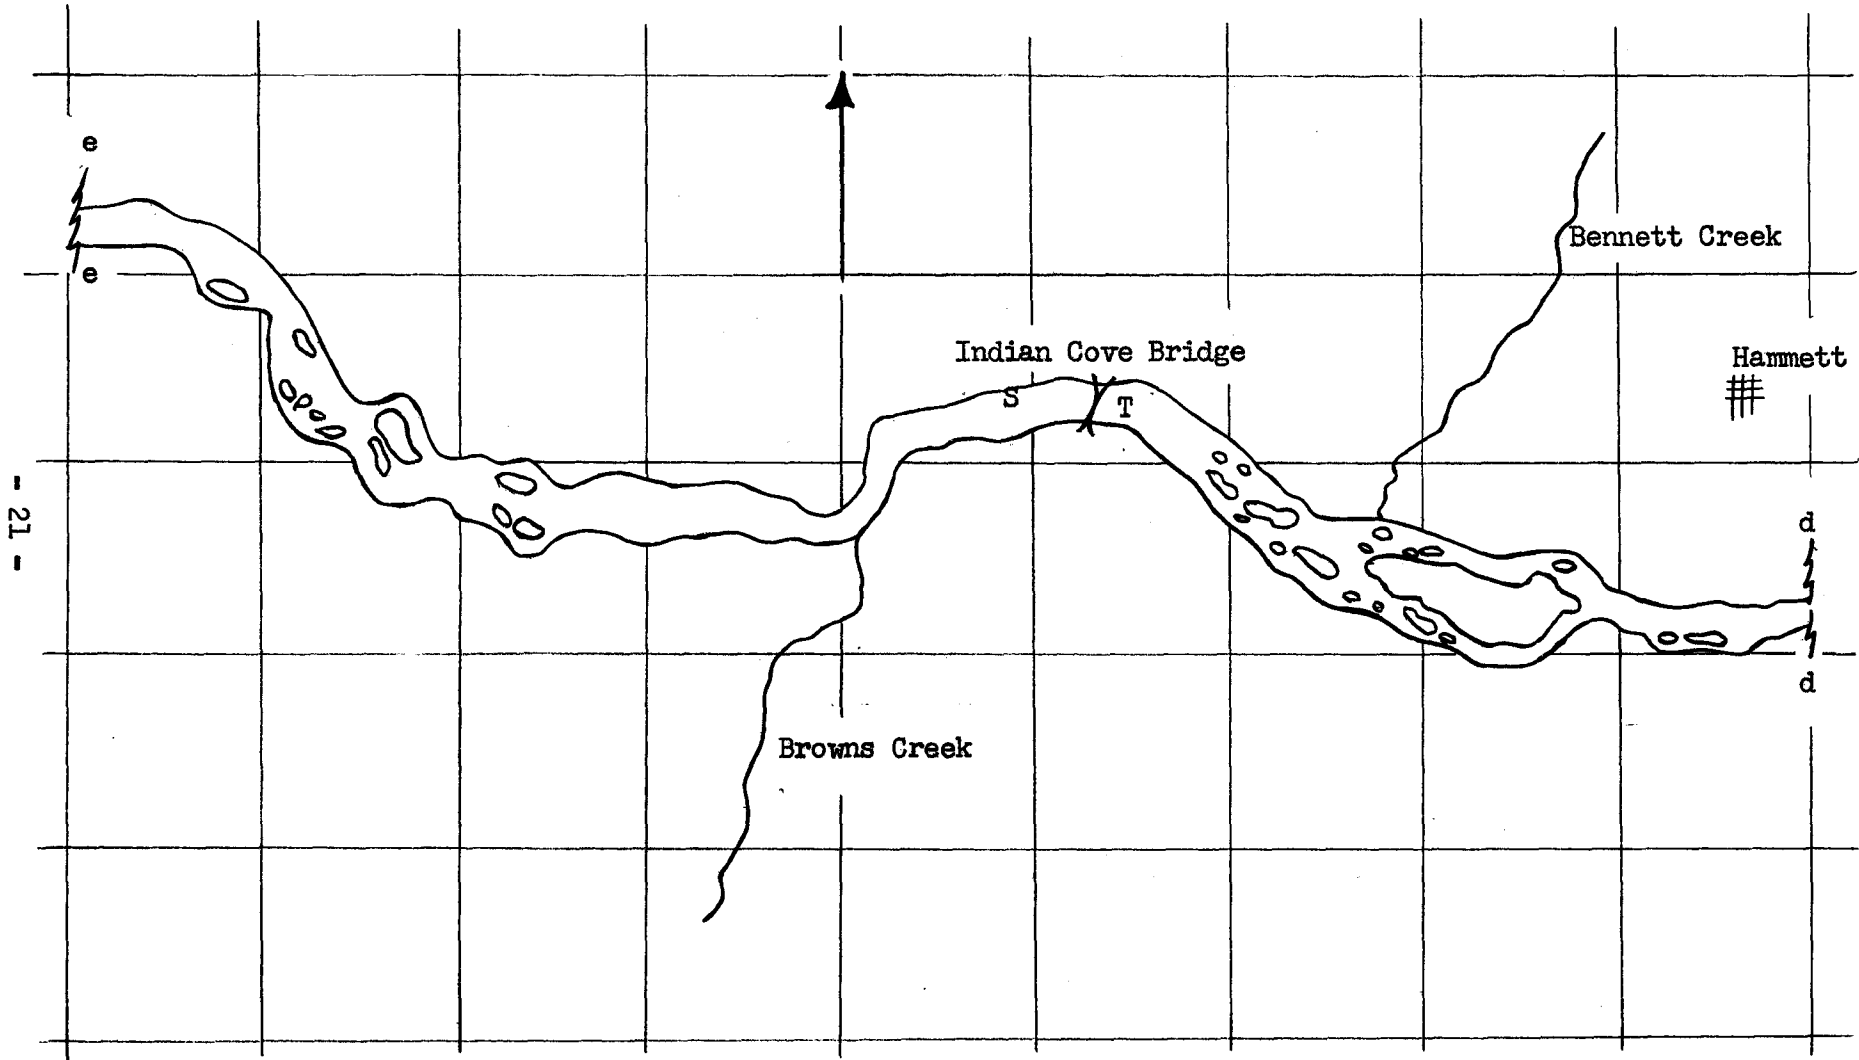 e
e
Bennett Creek
Indian Cove Bridge
Hammett
S
T
- 21 -
d
d
Browns Creek